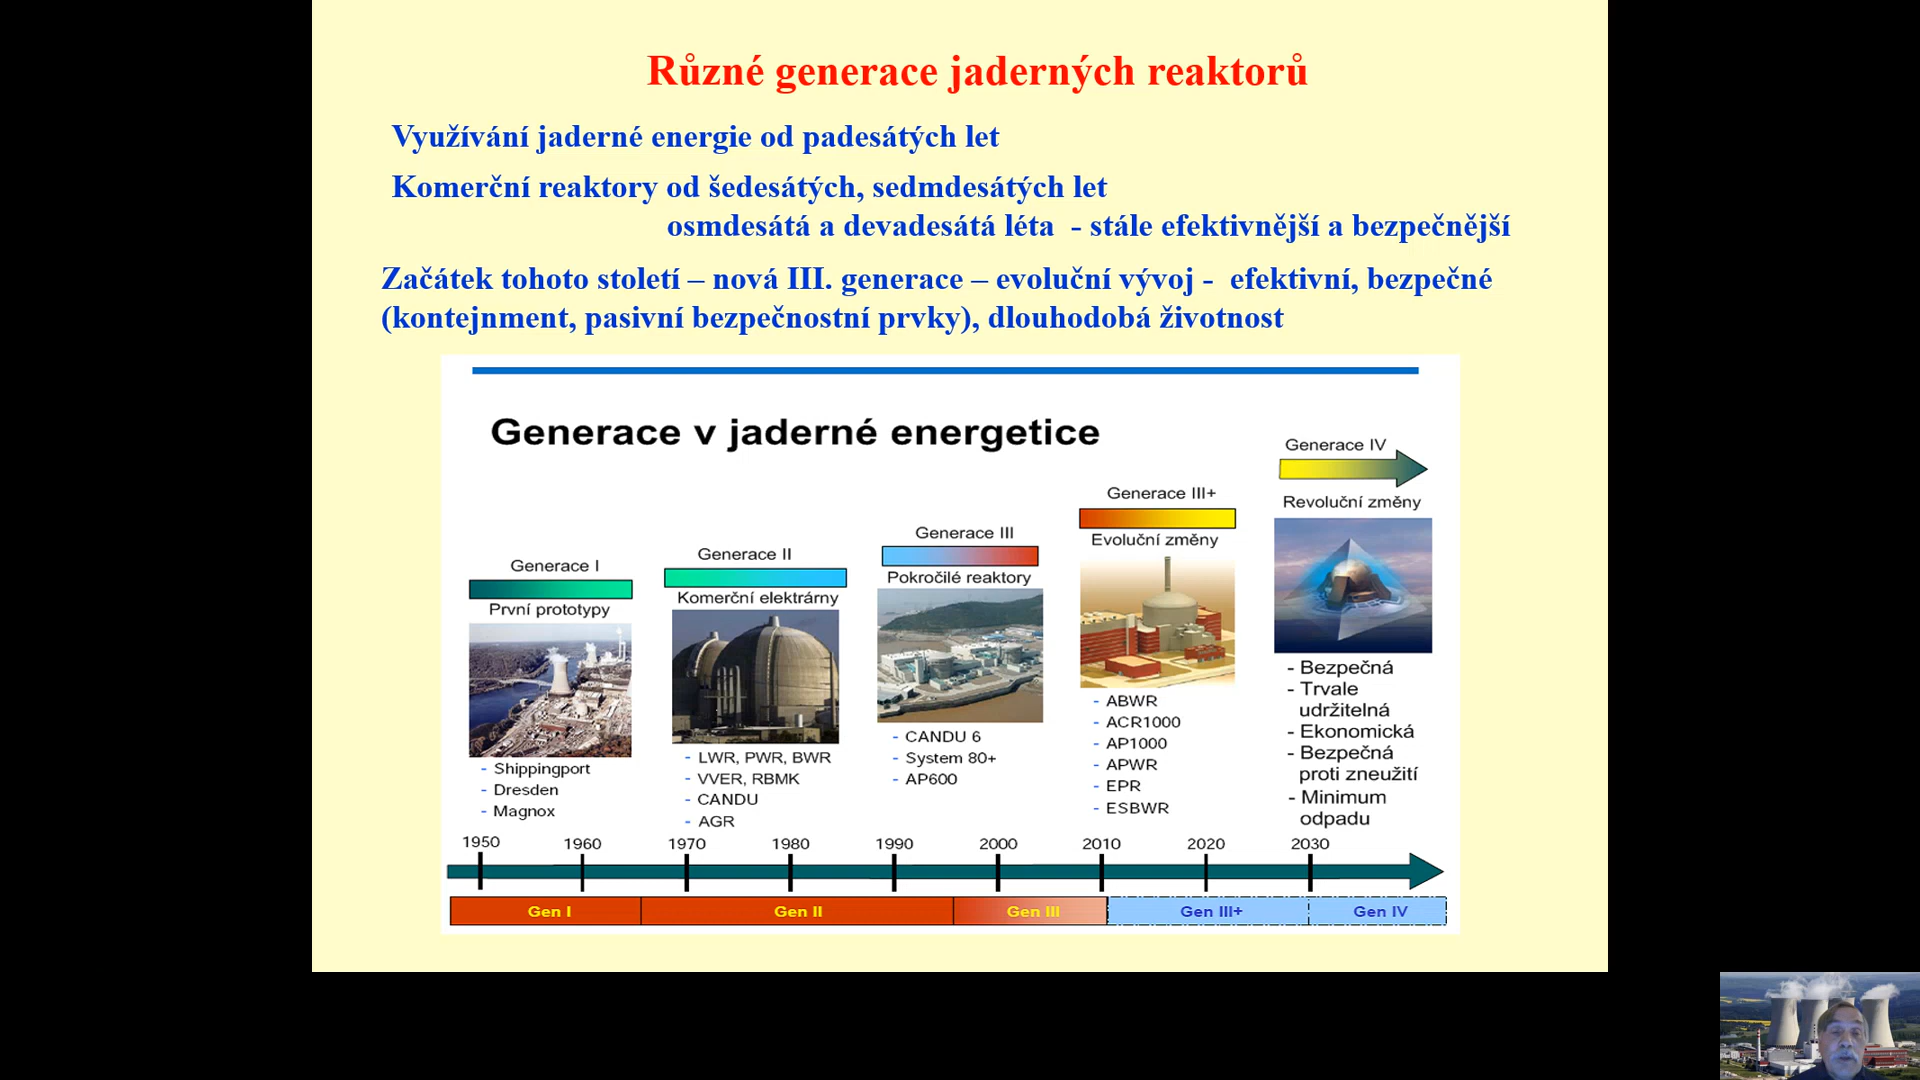 Různé generace jaderných reaktorů
Využívání jaderné energie od padesátých let
Komerční reaktory od šedesátých, sedmdesátých let
osmdesátá a devadesátá léta - stále efektivnější a bezpečnější
Začátek tohoto století – nová III. generace – evoluční vývoj - efektivní, bezpečné
(kontejnment, pasivní bezpečnostní prvky), dlouhodobá životnost
Generace v jaderné energetice
Generace I
První prototypy
- Shippingport
- Dresden
- Magnox
Generace II
Komerční elektrárny
- LWR, PWR, BWR
- VVER, RBMK
- CANDU
- AGR
Generace III
Pokročilé reaktory
- CANDU 6
- System 80+
- AP600
Generace III+
Evoluční změny
- ABWR
- ACR1000
- AP1000
- APWR
- EPR
- ESBWR
Generace IV
Revoluční změny
- Bezpečná
- Trvale
udržitelná
- Ekonomická
- Bezpečná
proti zneužití
- Minimum
odpadu
1950 1960 1970 1980 1990 2000 2010 2020 2030
Gen I Gen II Gen III Gen III+ Gen IV